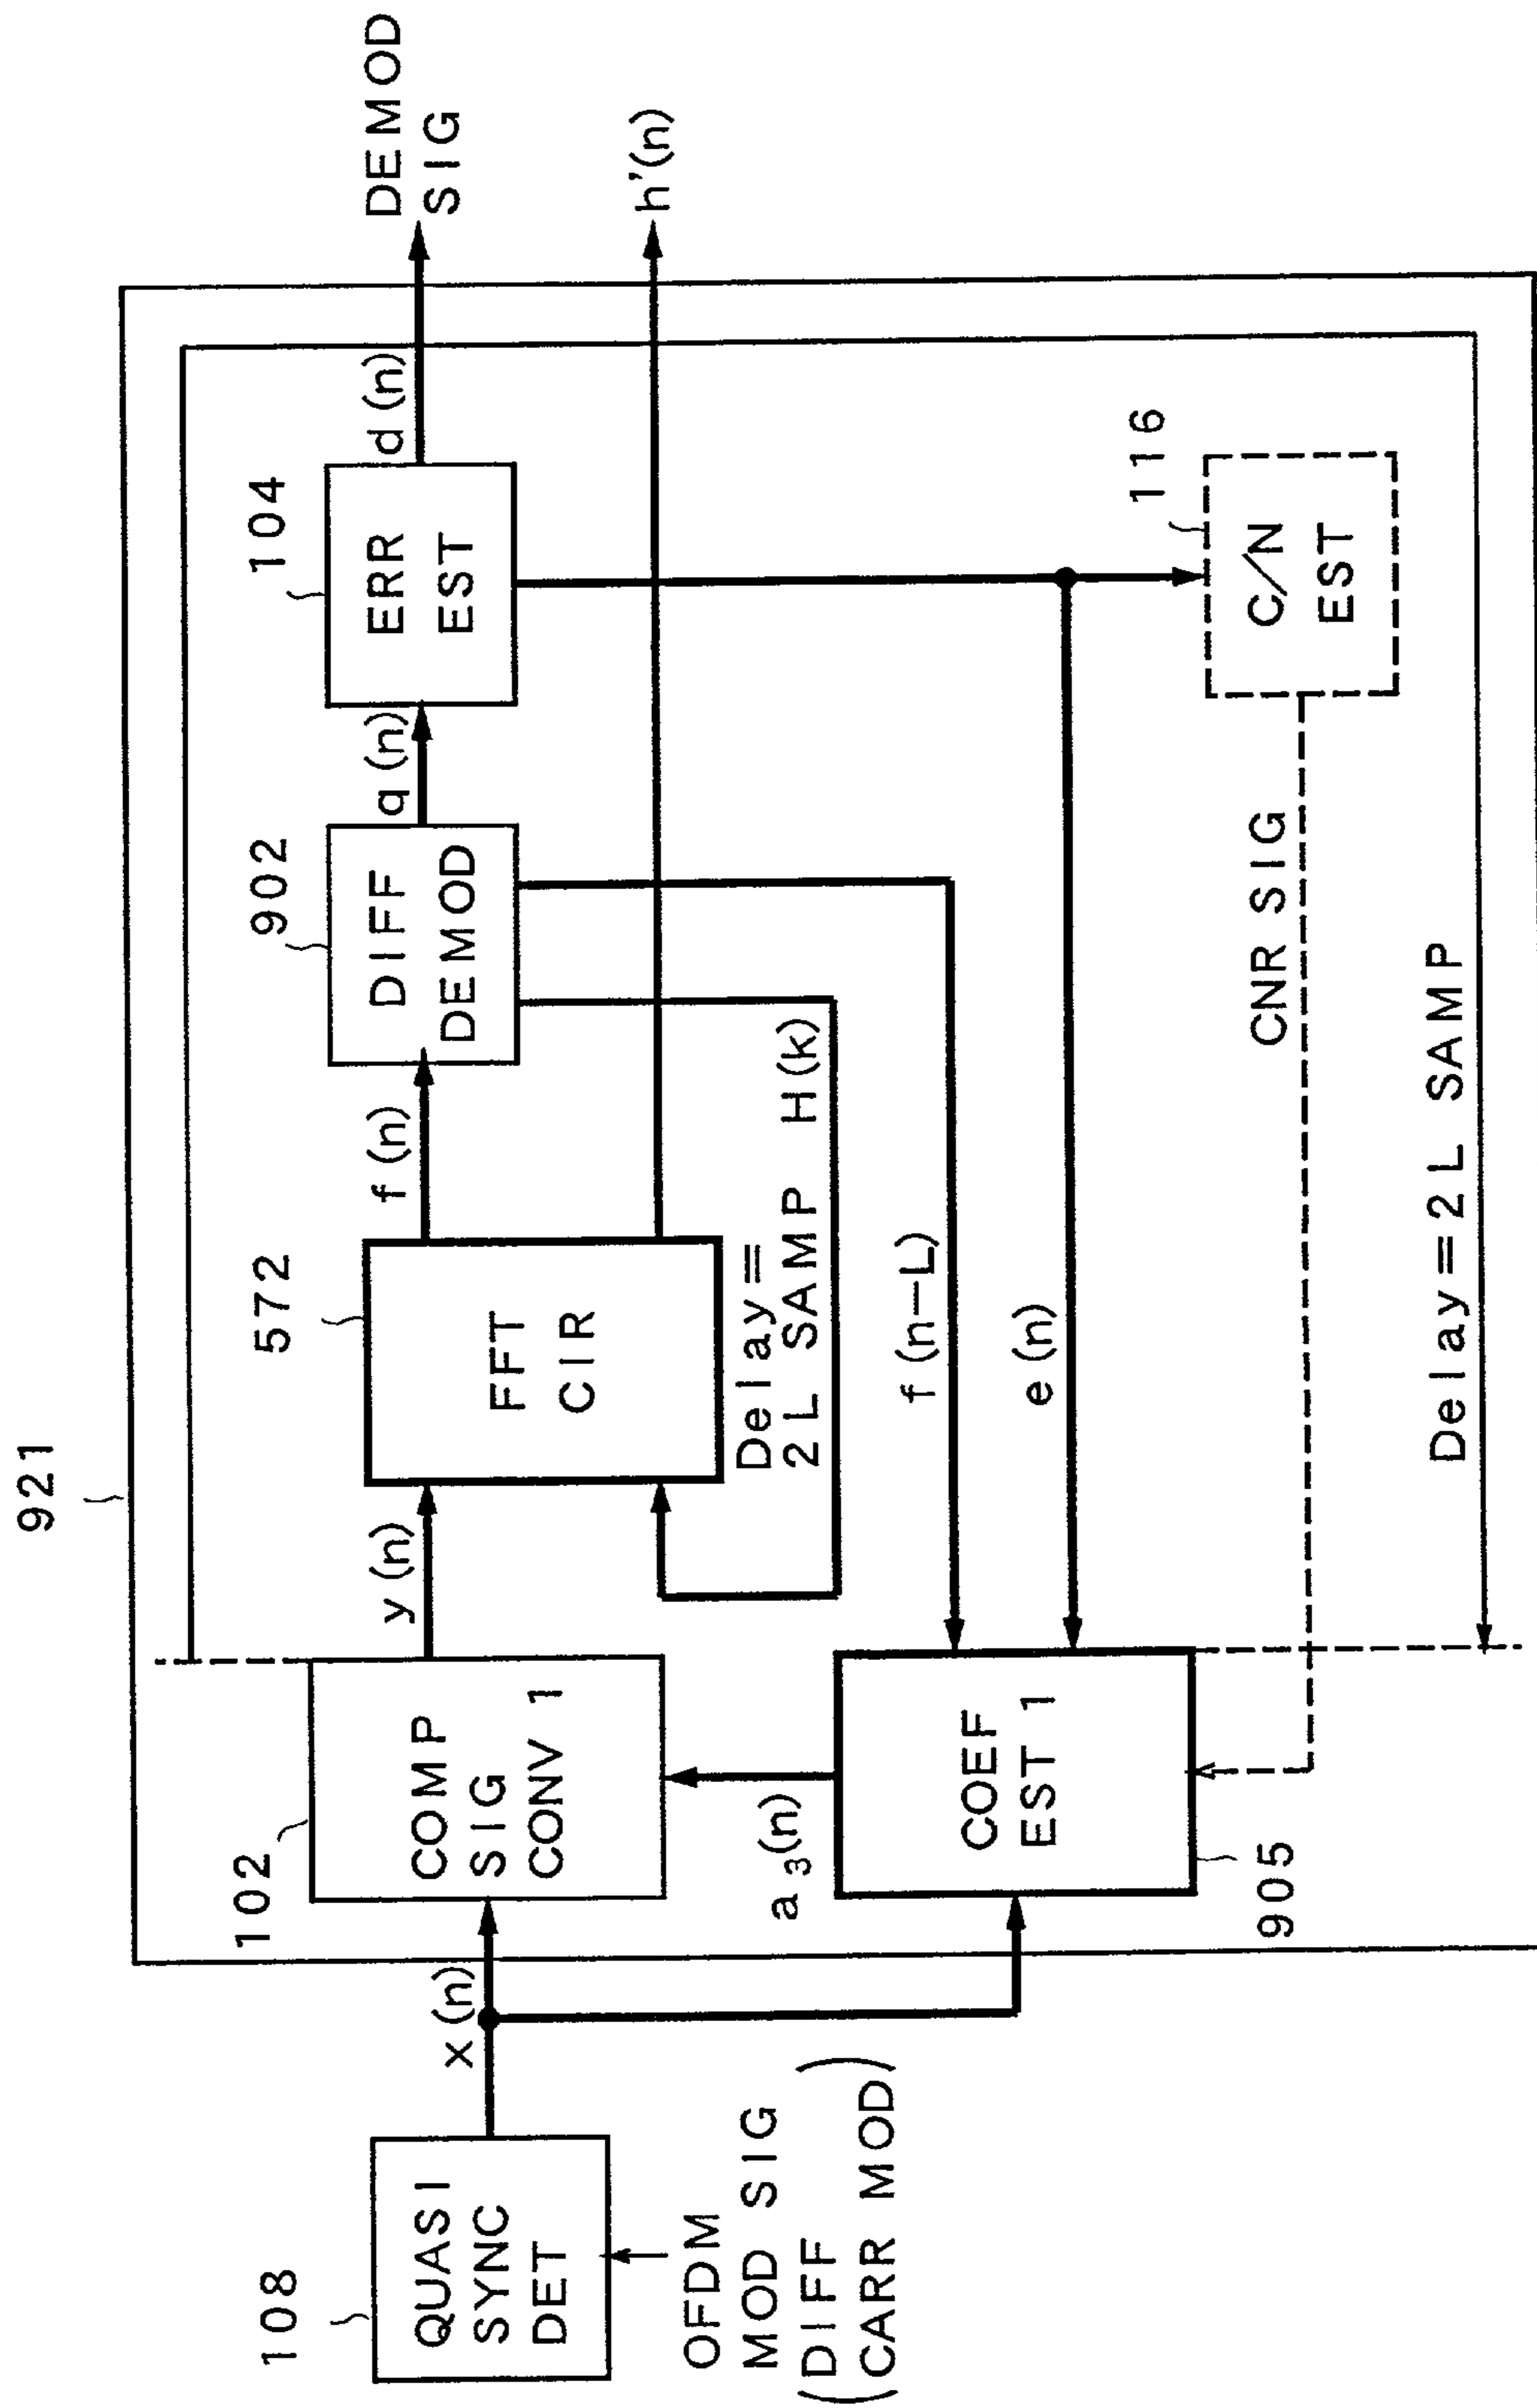 921
108
QUASI
SYNC
DET
OFDM
MOD SIG
(DIFF
CARR MOD)
x (n)
102
COMP
SIG
CONV 1
a 3 (n)
COEF
EST 1
905
y (n)
572
FFT
CIR
Delay=
2L SAMP H (k)
f (n)
902
DIFF
DEMOD
f (n-L)
e (n)
q (n)
104
ERR
EST
d (n)
DEMOD
SIG
h'(n)
116
C/N
EST
CNR SIG
Delay=2L SAMP